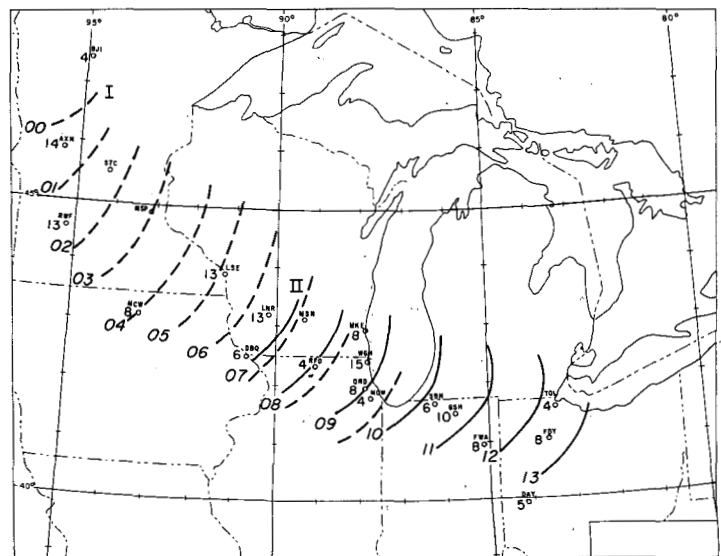 95° 90° 85° 80°
BJI
4
I
00
AXN
14
STC
01
45°
RWF
13
MSP
02
03
LSE
13
II
MCW
8
04
LNR
13
MSN
05
MKE
8
06
DBQ
6
WGN
15
RFD
4
07
ORD
8
MDW
4
08
SBN
6
GSH
10
TOL
4
09
10
FWA
8
FDY
8
11
12
13
40°
DAY
5